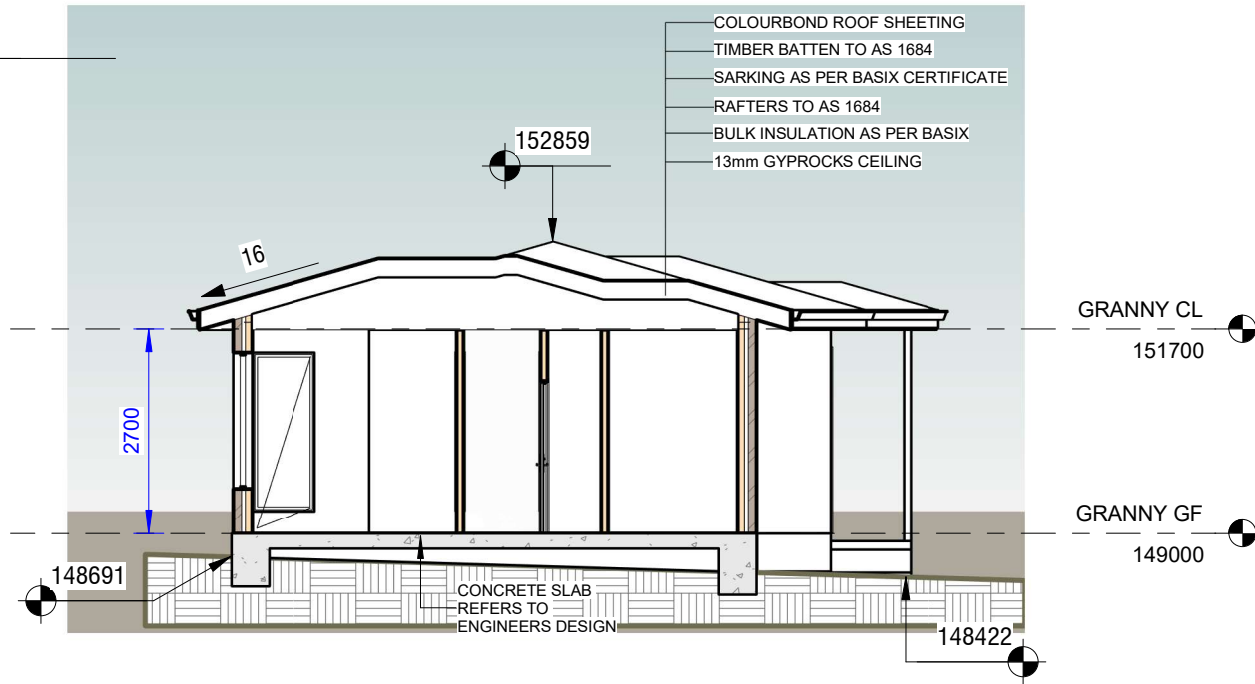 COLOURBOND ROOF SHEETING
TIMBER BATTEN TO AS 1684
SARKING AS PER BASIX CERTIFICATE
RAFTERS TO AS 1684
BULK INSULATION AS PER BASIX
13mm GYPROCKS CEILING
152859
16
GRANNY CL
151700
2700
GRANNY GF
149000
148691
CONCRETE SLAB
REFERS TO
ENGINEERS DESIGN
148422